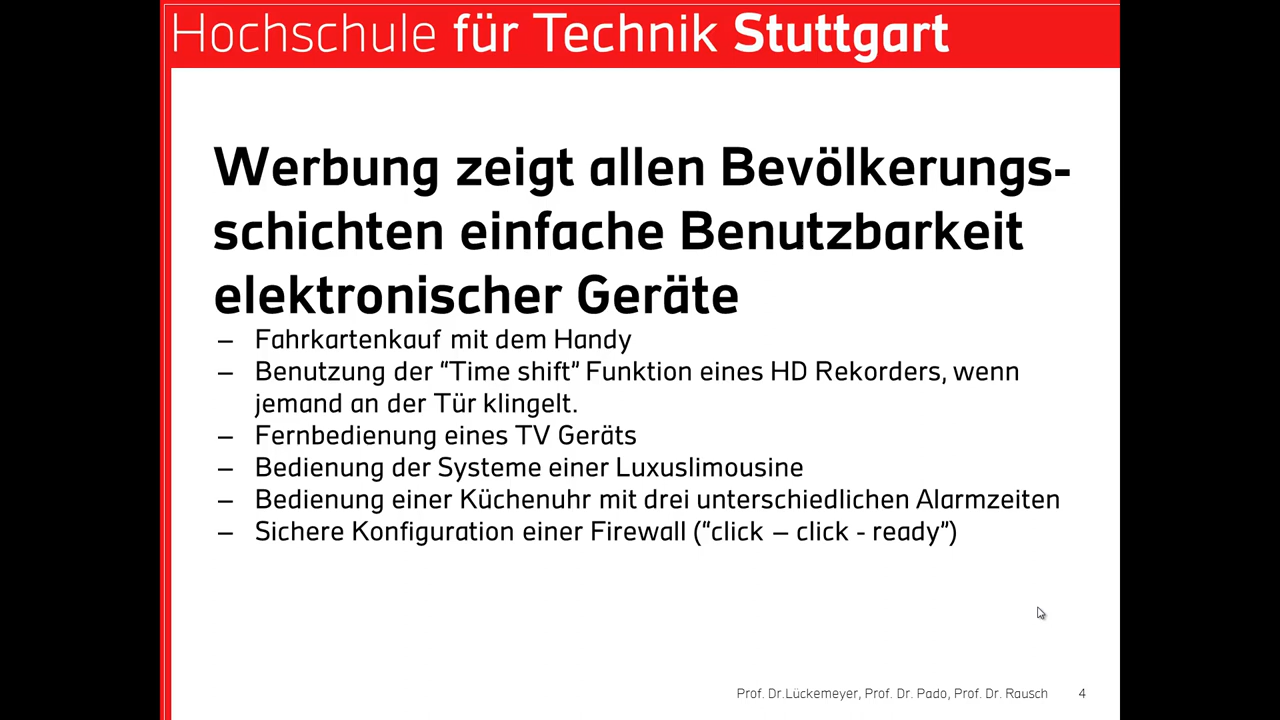 Hochschule für Technik Stuttgart
Werbung zeigt allen Bevölkerungs-
schichten einfache Benutzbarkeit
elektronischer Geräte
– Fahrkartenkauf mit dem Handy
– Benutzung der “Time shift” Funktion eines HD Rekorders, wenn
jemand an der Tür klingelt.
– Fernbedienung eines TV Geräts
– Bedienung der Systeme einer Luxuslimousine
– Bedienung einer Küchenuhr mit drei unterschiedlichen Alarmzeiten
– Sichere Konfiguration einer Firewall (“click – click - ready”)
Prof. Dr.Lückemeyer, Prof. Dr. Pado, Prof. Dr. Rausch 4